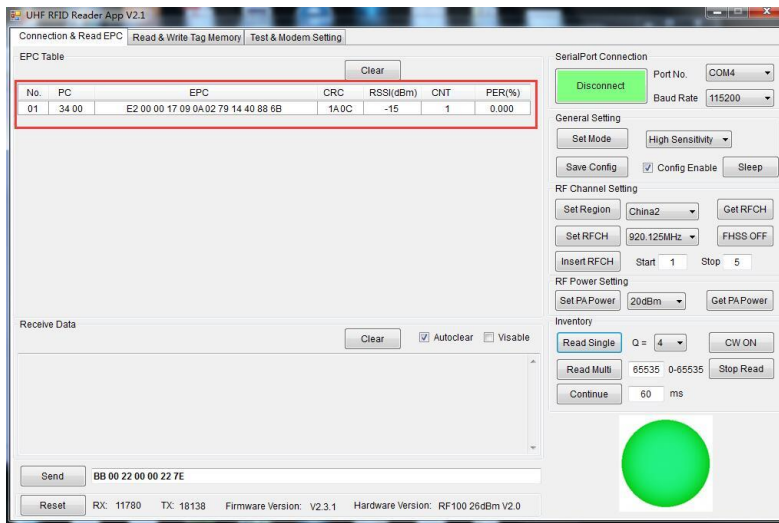 UHF RFID Reader App V2.1
Connection & Read EPC Read & Write Tag Memory Test & Modem Setting
EPC Table
Clear
No. PC EPC CRC RSSI(dBm) CNT PER(%)
01 34 00 E2 00 00 17 09 0A 02 79 14 40 88 6B 1A 0C -15 1 0.000
Receive Data
Clear Autoclear Visable
Send BB 00 22 00 00 22 7E
Reset RX: 11780 TX: 18138 Firmware Version: V2.3.1 Hardware Version: RF100 26dBm V2.0
SerialPort Connection
Disconnect Port No. COM4
Baud Rate 115200
General Setting
Set Mode High Sensitivity
Save Config Config Enable Sleep
RF Channel Setting
Set Region China2 Get RFCH
Set RFCH 920.125MHz FHSS OFF
Insert RFCH Start 1 Stop 5
RF Power Setting
Set PA Power 20dBm Get PA Power
Inventory
Read Single Q = 4 CW ON
Read Multi 65535 0-65535 Stop Read
Continue 60 ms